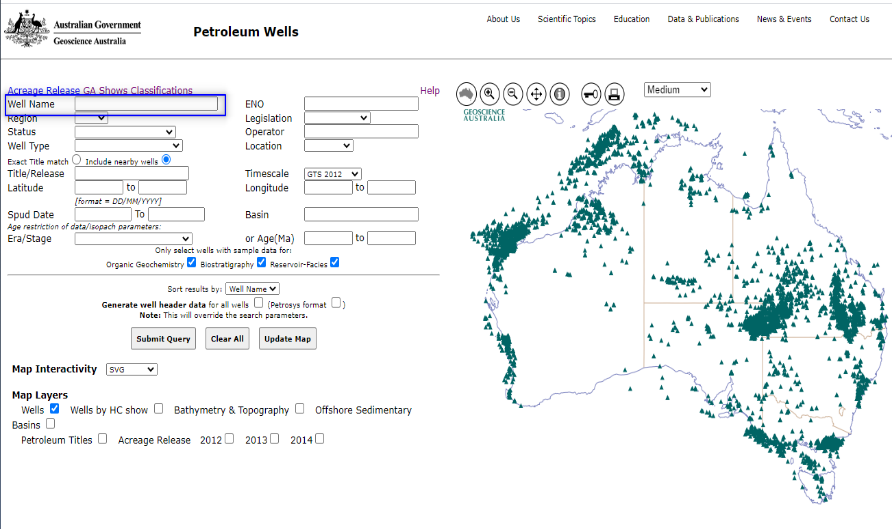 Australian Government
Geoscience Australia
Petroleum Wells
About Us Scientific Topics Education Data & Publications News & Events Contact Us
Acreage Release GA Shows Classifications Help
Well Name ENO
Region Legislation
Status Operator
Well Type Location
Exact Title match Include nearby wells
Title/Release Timescale GTS 2012
Latitude to Longitude to
[format = DD/MM/YYYY]
Spud Date To Basin
Age restriction of data/isopach parameters:
Era/Stage or Age(Ma) to
Only select wells with sample data for:
Organic Geochemistry Biostratigraphy Reservoir-Facies
Sort results by: Well Name
Generate well header data for all wells (Petrosys format )
Note: This will override the search parameters.
Submit Query Clear All Update Map
Map Interactivity SVG
Map Layers
Wells Wells by HC show Bathymetry & Topography Offshore Sedimentary
Basins
Petroleum Titles Acreage Release 2012 2013 2014
Medium
GEOSCIENCE
AUSTRALIA